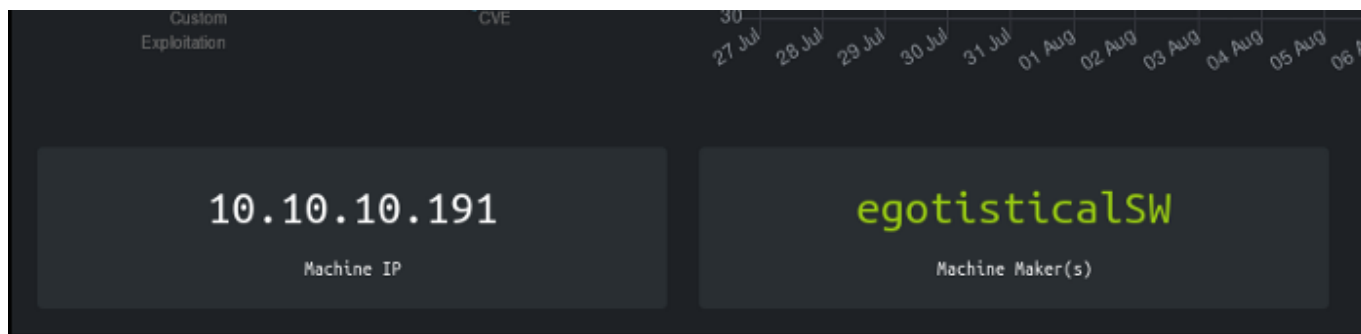 Custom
Exploitation
CVE
30
27 Jul
28 Jul
29 Jul
30 Jul
31 Jul
01 Aug
02 Aug
03 Aug
04 Aug
05 Aug
06
10.10.10.191
Machine IP
egotisticalSW
Machine Maker(s)